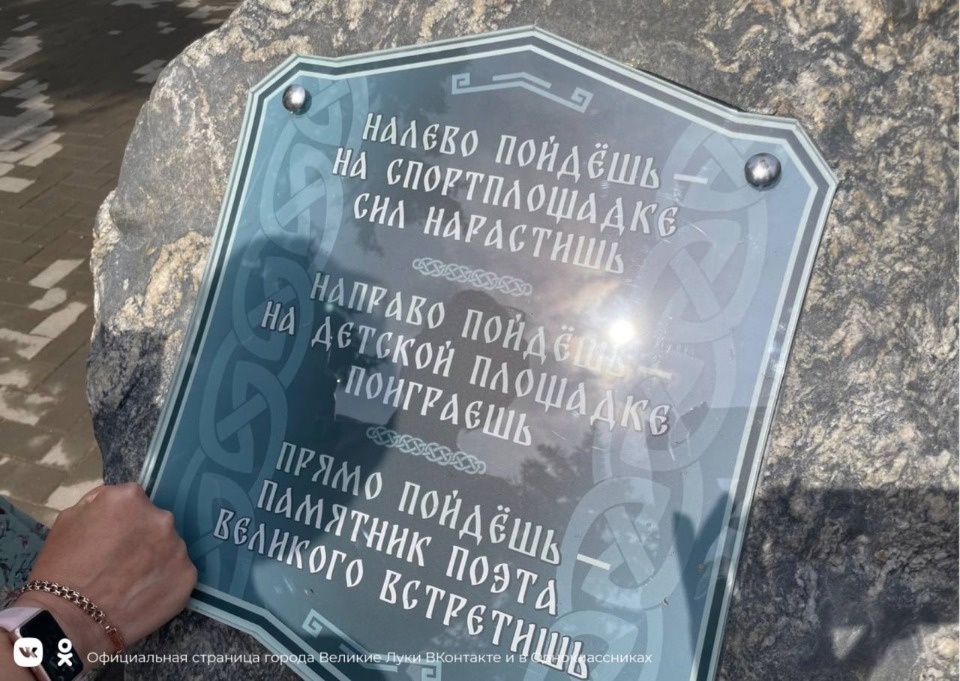 НАЛЕВО ПОЙДЁШЬ —
НА СПОРТПЛОЩАДКЕ
СИЛ НАРАСТИШЬ
НАПРАВО ПОЙДЁШЬ —
НА ДЕТСКОЙ ПЛОЩАДКЕ
ПОИГРАЕШЬ
ПРЯМО ПОЙДЁШЬ —
ПАМЯТНИК ПОЭТА
ВЕЛИКОГО ВСТРЕТИШЬ
Официальная страница города Великие Луки ВКонтакте и в Одноклассниках